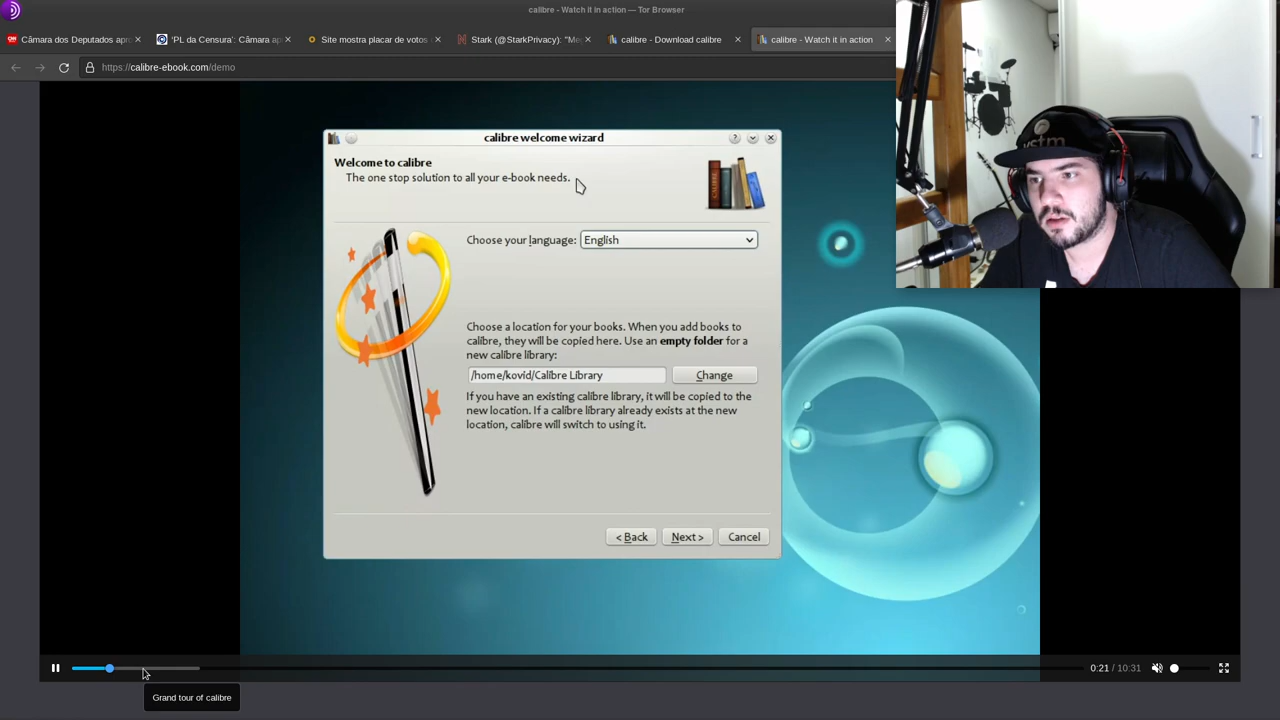 calibre - Watch it in action — Tor Browser
Câmara dos Deputados apr
'PL da Censura': Câmara ap
Site mostra placar de votos
Stark (@StarkPrivacy): "Me
calibre - Download calibre
calibre - Watch it in action
https://calibre-ebook.com/demo
calibre welcome wizard
Welcome to calibre
The one stop solution to all your e-book needs.
Choose your language: English
Choose a location for your books. When you add books to
calibre, they will be copied here. Use an empty folder for a
new calibre library:
/home/kovid/Calibre Library
Change
If you have an existing calibre library, it will be copied to the
new location. If a calibre library already exists at the new
location, calibre will switch to using it.
< Back Next > Cancel
0:21 / 10:31
Grand tour of calibre